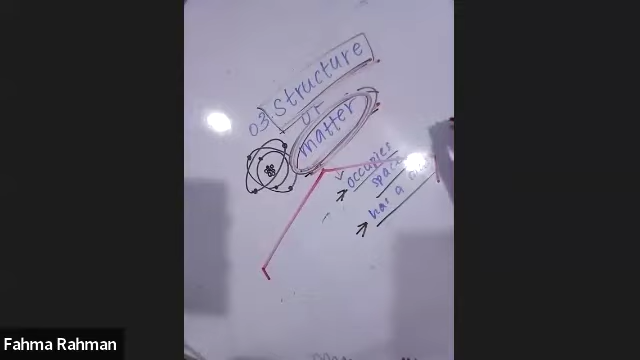 03 Structure
of
matter
occupies
space
has a
Fahma Rahman